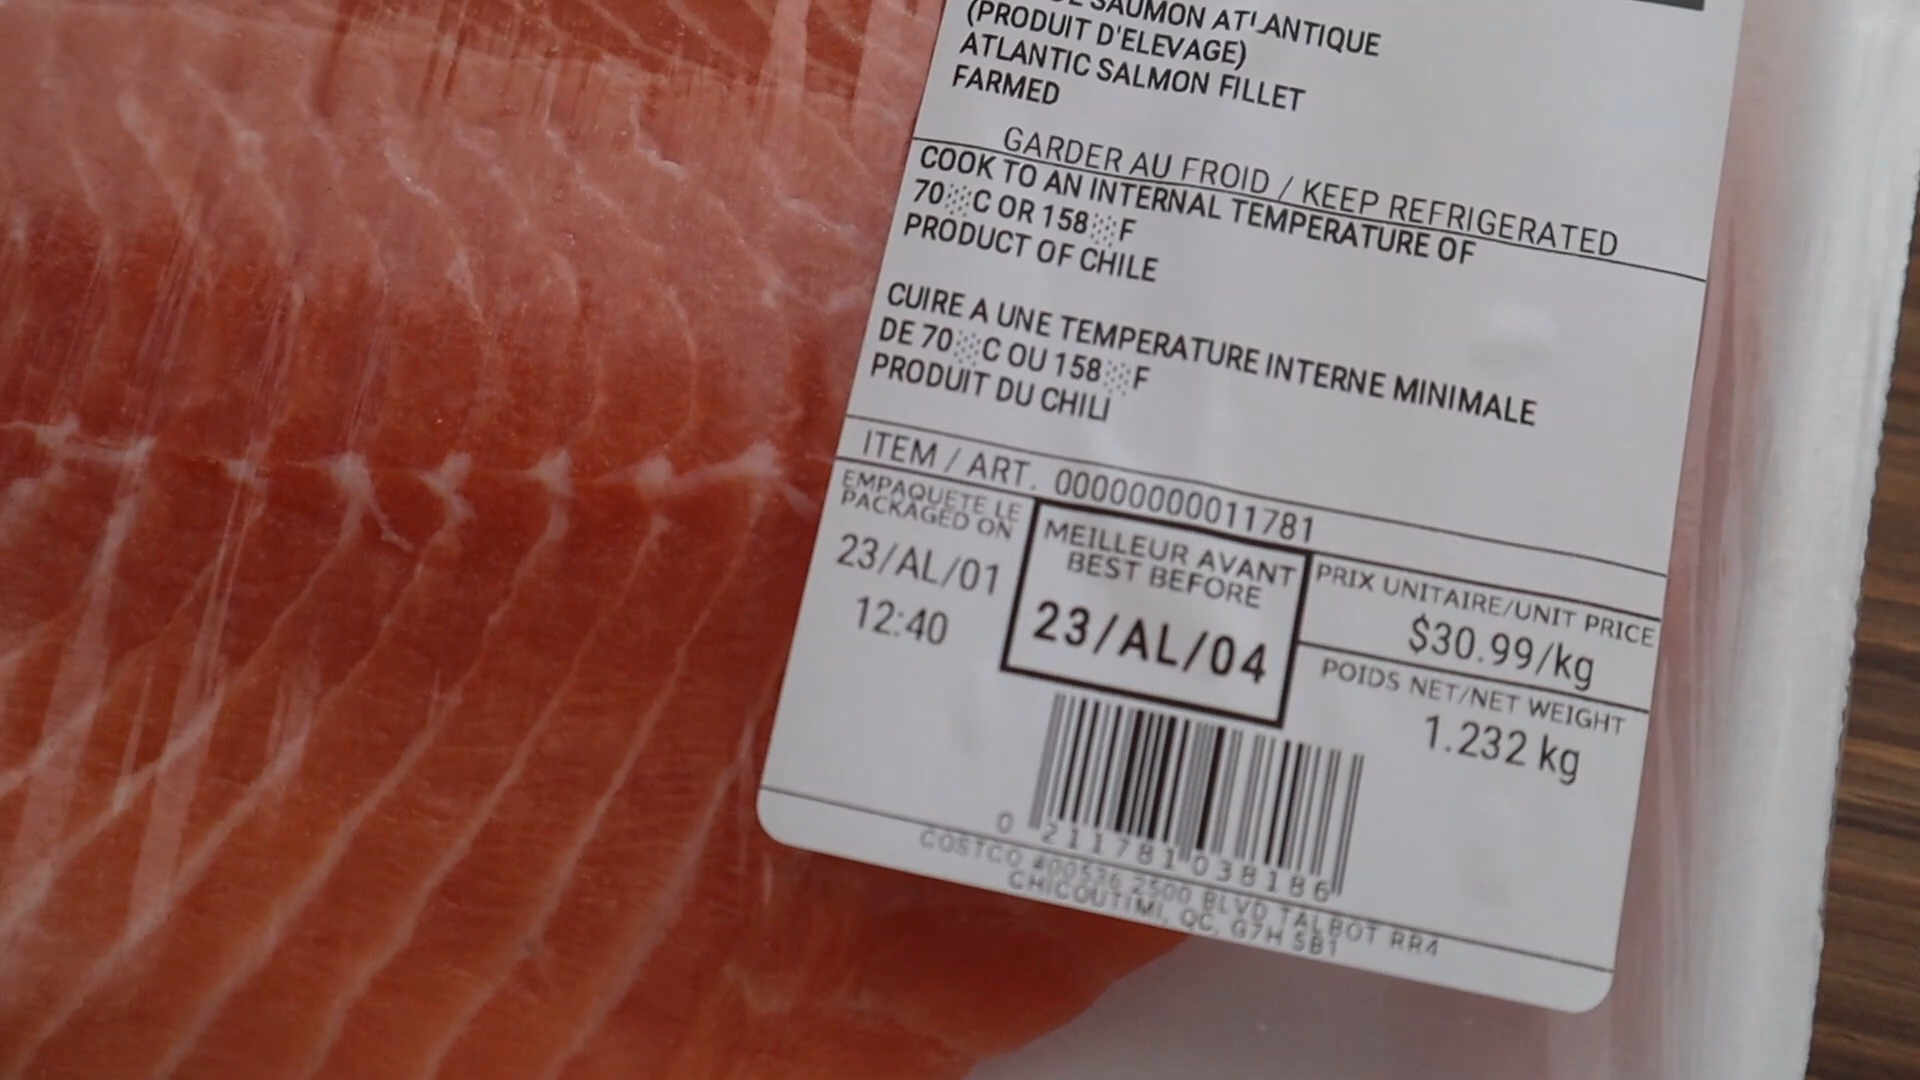 SAUMON ATLANTIQUE
(PRODUIT D'ELEVAGE)
ATLANTIC SALMON FILLET
FARMED
GARDER AU FROID / KEEP REFRIGERATED
COOK TO AN INTERNAL TEMPERATURE OF
70░C OR 158░F
PRODUCT OF CHILE
CUIRE A UNE TEMPERATURE INTERNE MINIMALE
DE 70░C OU 158░F
PRODUIT DU CHILI
ITEM / ART. 00000000011781
EMPAQUETE LE
PACKAGED ON
23/AL/01
12:40
MEILLEUR AVANT
BEST BEFORE
23/AL/04
PRIX UNITAIRE/UNIT PRICE
$30.99/kg
POIDS NET/NET WEIGHT
1.232 kg
0 211781 038186
COSTCO #00536 2500 BLVD TALBOT RR4
CHICOUTIMI, QC, G7H 5B1